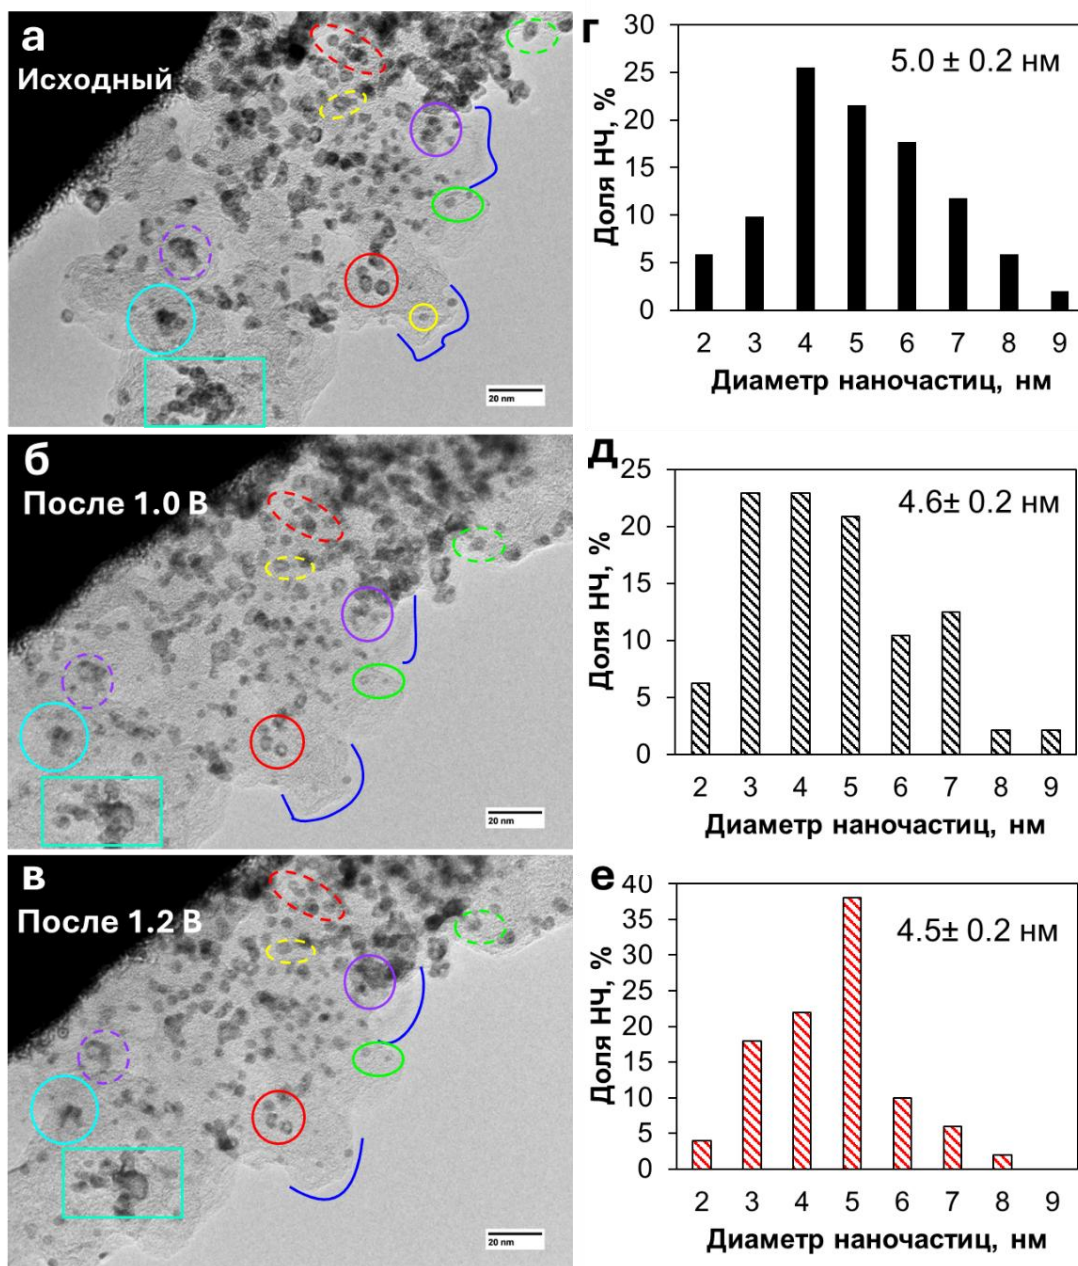 а
Исходный
20 nm
г
5.0 ± 0.2 нм
Доля НЧ, %
30
25
20
15
10
5
0
2 3 4 5 6 7 8 9
Диаметр наночастиц, нм
б
После 1.0 В
20 nm
д
4.6± 0.2 нм
Доля НЧ, %
25
20
15
10
5
0
2 3 4 5 6 7 8 9
Диаметр наночастиц, нм
в
После 1.2 В
20 nm
е
4.5± 0.2 нм
Доля НЧ, %
40
35
30
25
20
15
10
5
0
2 3 4 5 6 7 8 9
Диаметр наночастиц, нм